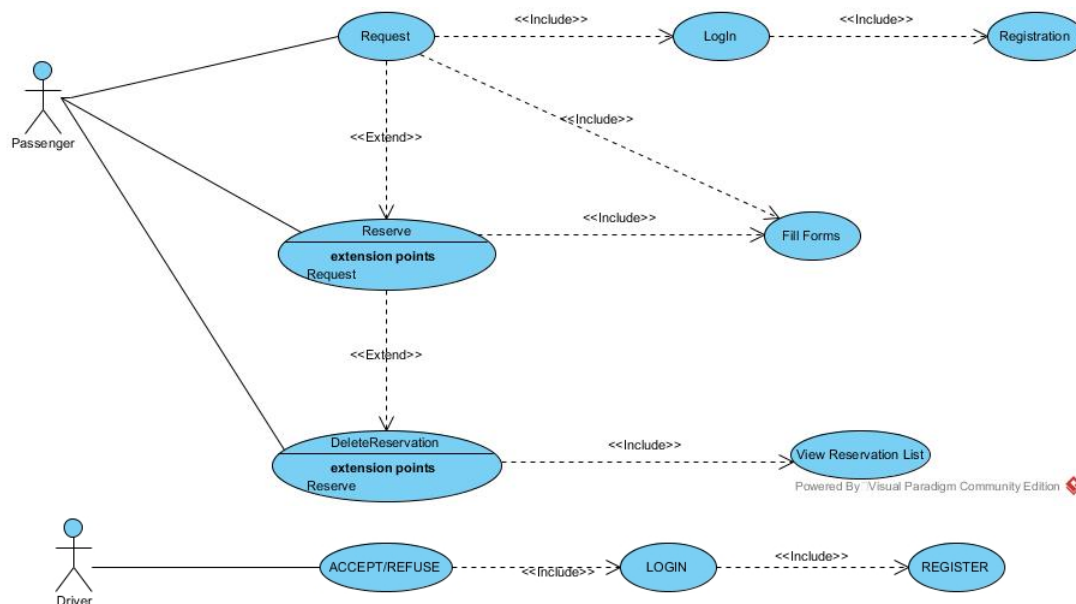 <<Include>>
<<Include>>
Request
LogIn
Registration
Passenger
<<Include>>
<<Extend>>
<<Include>>
Reserve
Fill Forms
extension points
Request
<<Extend>>
DeleteReservation
<<Include>>
View Reservation List
extension points
Reserve
Powered By Visual Paradigm Community Edition
<<Include>>
ACCEPT/REFUSE
<<Include>>
LOGIN
REGISTER
Driver